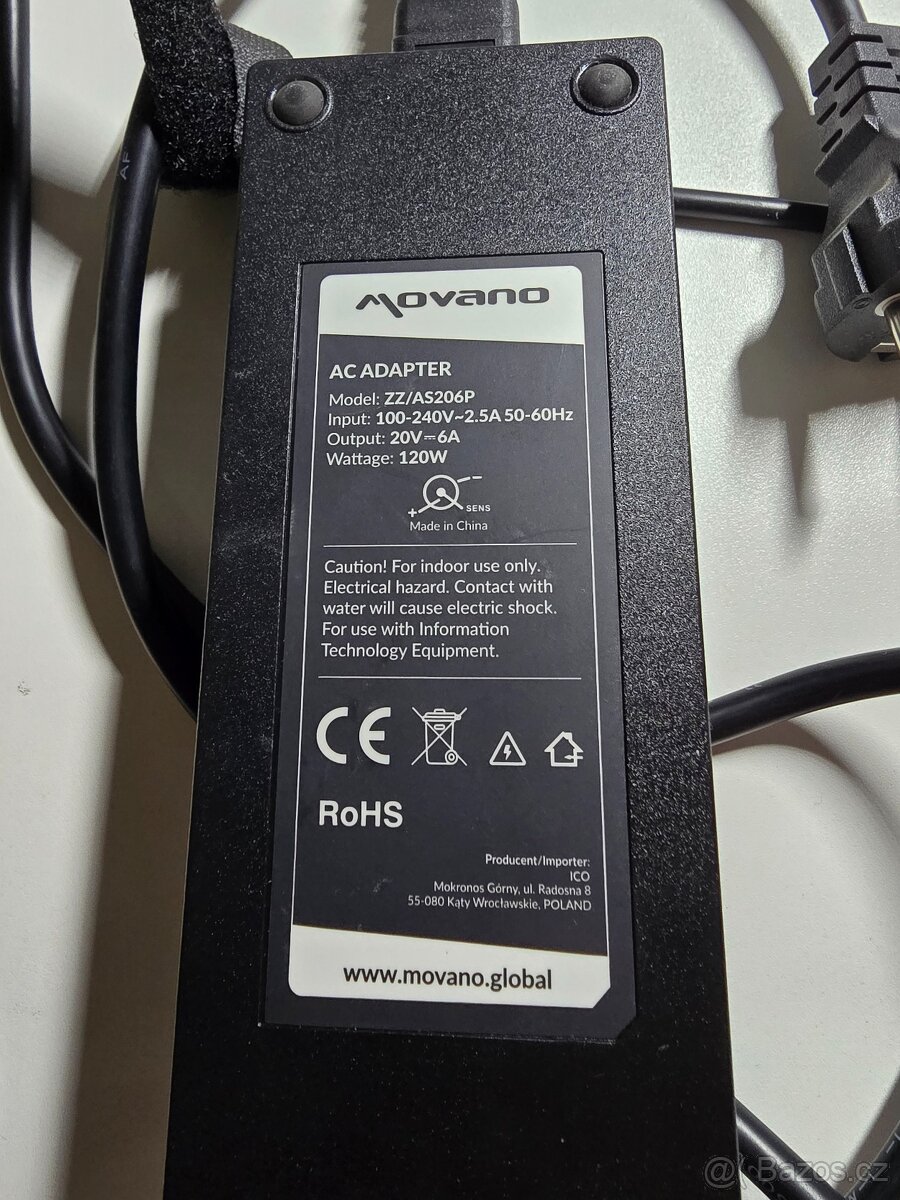 movano
AC ADAPTER
Model: ZZ/AS206P
Input: 100-240V~2.5A 50-60Hz
Output: 20V⎓6A
Wattage: 120W
+ - SENS
Made in China
Caution! For indoor use only.
Electrical hazard. Contact with
water will cause electric shock.
For use with Information
Technology Equipment.
CE
RoHS
Producent/Importer:
ICO
Mokronos Górny, ul. Radosna 8
55-080 Kąty Wrocławskie, POLAND
www.movano.global
@Bazos.cz